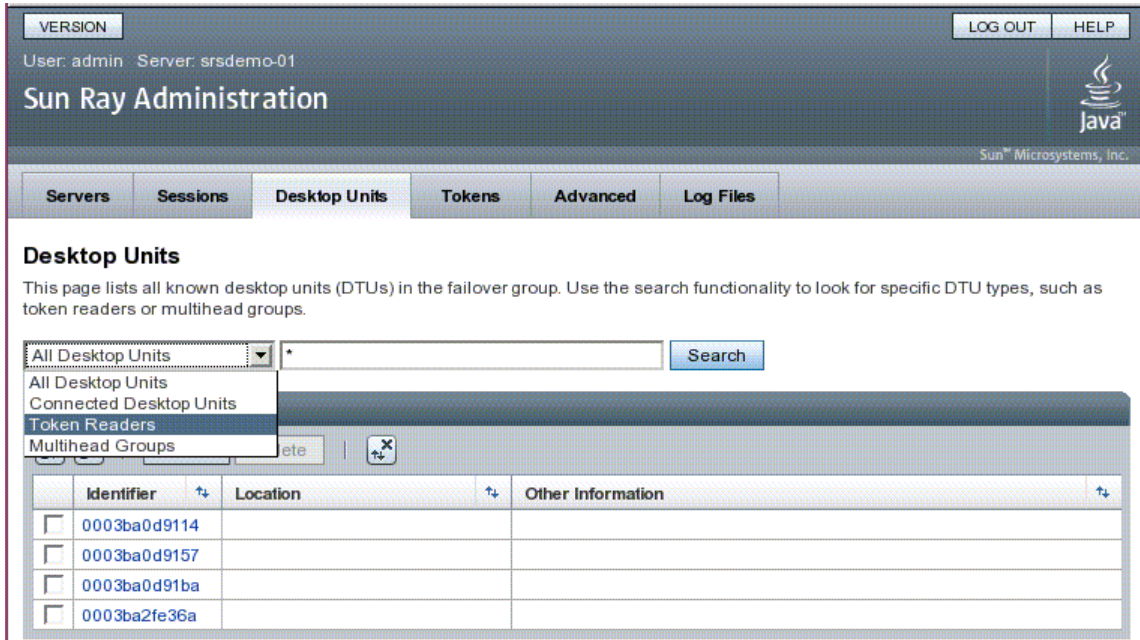 VERSION
LOG OUT
HELP
User: admin Server: srsdemo-01
Sun Ray Administration
Java™
Sun™ Microsystems, Inc.
Servers
Sessions
Desktop Units
Tokens
Advanced
Log Files
Desktop Units
This page lists all known desktop units (DTUs) in the failover group. Use the search functionality to look for specific DTU types, such as
token readers or multihead groups.
All Desktop Units
*
Search
All Desktop Units
Connected Desktop Units
Token Readers
Multihead Groups
Identifier
Location
Other Information
0003ba0d9114
0003ba0d9157
0003ba0d91ba
0003ba2fe36a